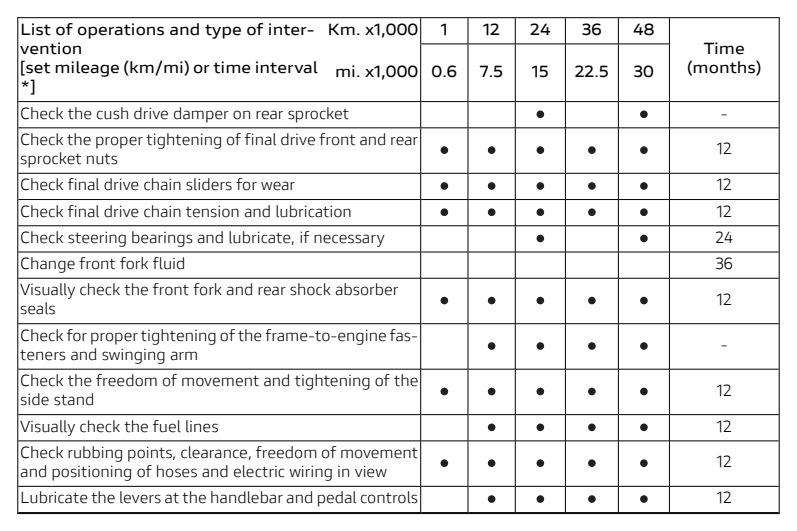 List of operations and type of inter- Km. x1,000 1 12 24 36 48 Time (months)
vention
[set mileage (km/mi) or time interval mi. x1,000 0.6 7.5 15 22.5 30
*]
Check the cush drive damper on rear sprocket ● ● -
Check the proper tightening of final drive front and rear
sprocket nuts ● ● ● ● ● 12
Check final drive chain sliders for wear ● ● ● ● ● 12
Check final drive chain tension and lubrication ● ● ● ● ● 12
Check steering bearings and lubricate, if necessary ● ● 24
Change front fork fluid 36
Visually check the front fork and rear shock absorber
seals ● ● ● ● ● 12
Check for proper tightening of the frame-to-engine fas-
teners and swinging arm ● ● ● ● -
Check the freedom of movement and tightening of the
side stand ● ● ● ● ● 12
Visually check the fuel lines ● ● ● ● 12
Check rubbing points, clearance, freedom of movement
and positioning of hoses and electric wiring in view ● ● ● ● ● 12
Lubricate the levers at the handlebar and pedal controls ● ● ● ● 12